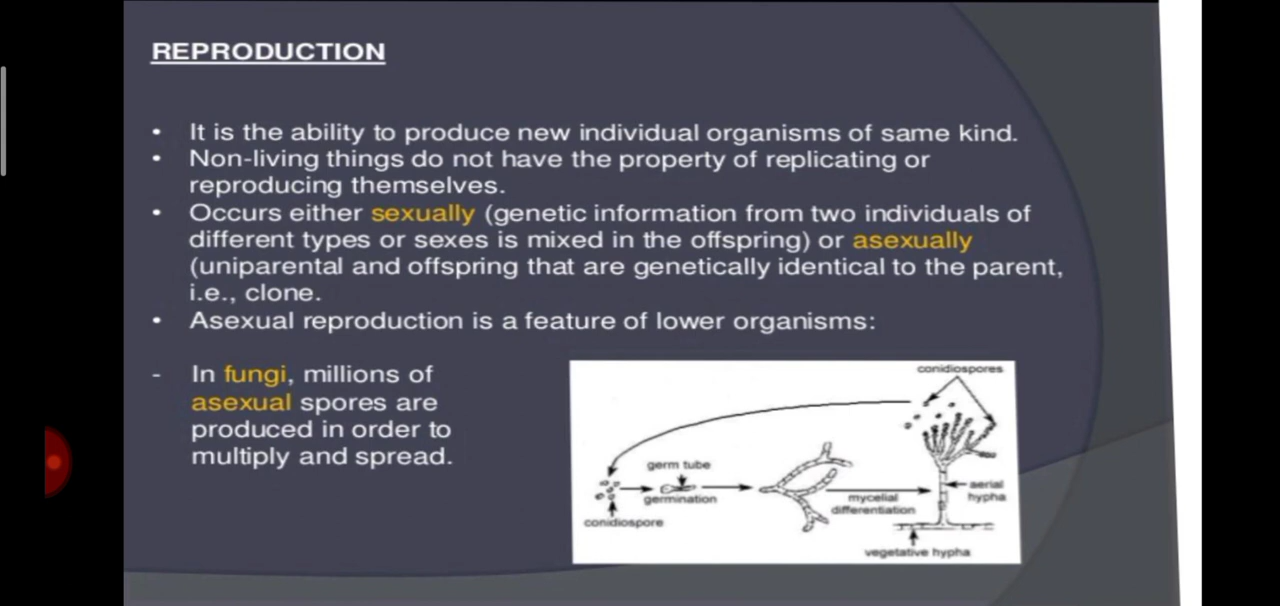 REPRODUCTION
• It is the ability to produce new individual organisms of same kind.
• Non-living things do not have the property of replicating or
reproducing themselves.
• Occurs either sexually (genetic information from two individuals of
different types or sexes is mixed in the offspring) or asexually
(uniparental and offspring that are genetically identical to the parent,
i.e., clone.
• Asexual reproduction is a feature of lower organisms:
- In fungi, millions of
asexual spores are
produced in order to
multiply and spread.
conidiospores
germ tube
germination
conidiospore
mycelial
differentiation
aerial
hypha
vegetative hypha